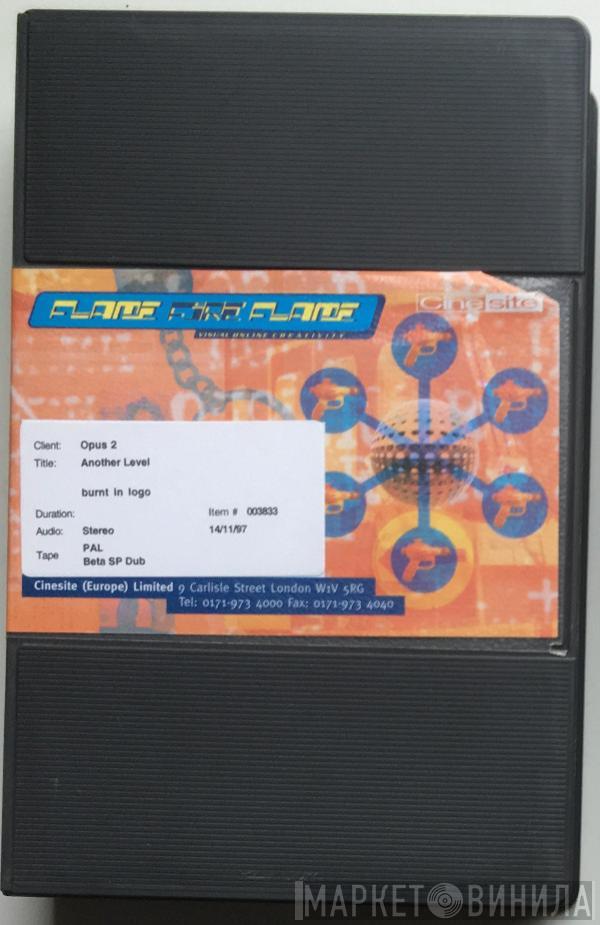 FLAME FIRE FLAME
VISUAL ONLINE CREATIVITY
Cinesite
Client: Opus 2
Title: Another Level
burnt in logo
Duration: Item # 003833
Audio: Stereo 14/11/97
Tape PAL
Beta SP Dub
Cinesite (Europe) Limited 9 Carlisle Street London W1V 5RG
Tel: 0171-973 4000 Fax: 0171-973 4040
МАРКЕТ ВИНИЛА